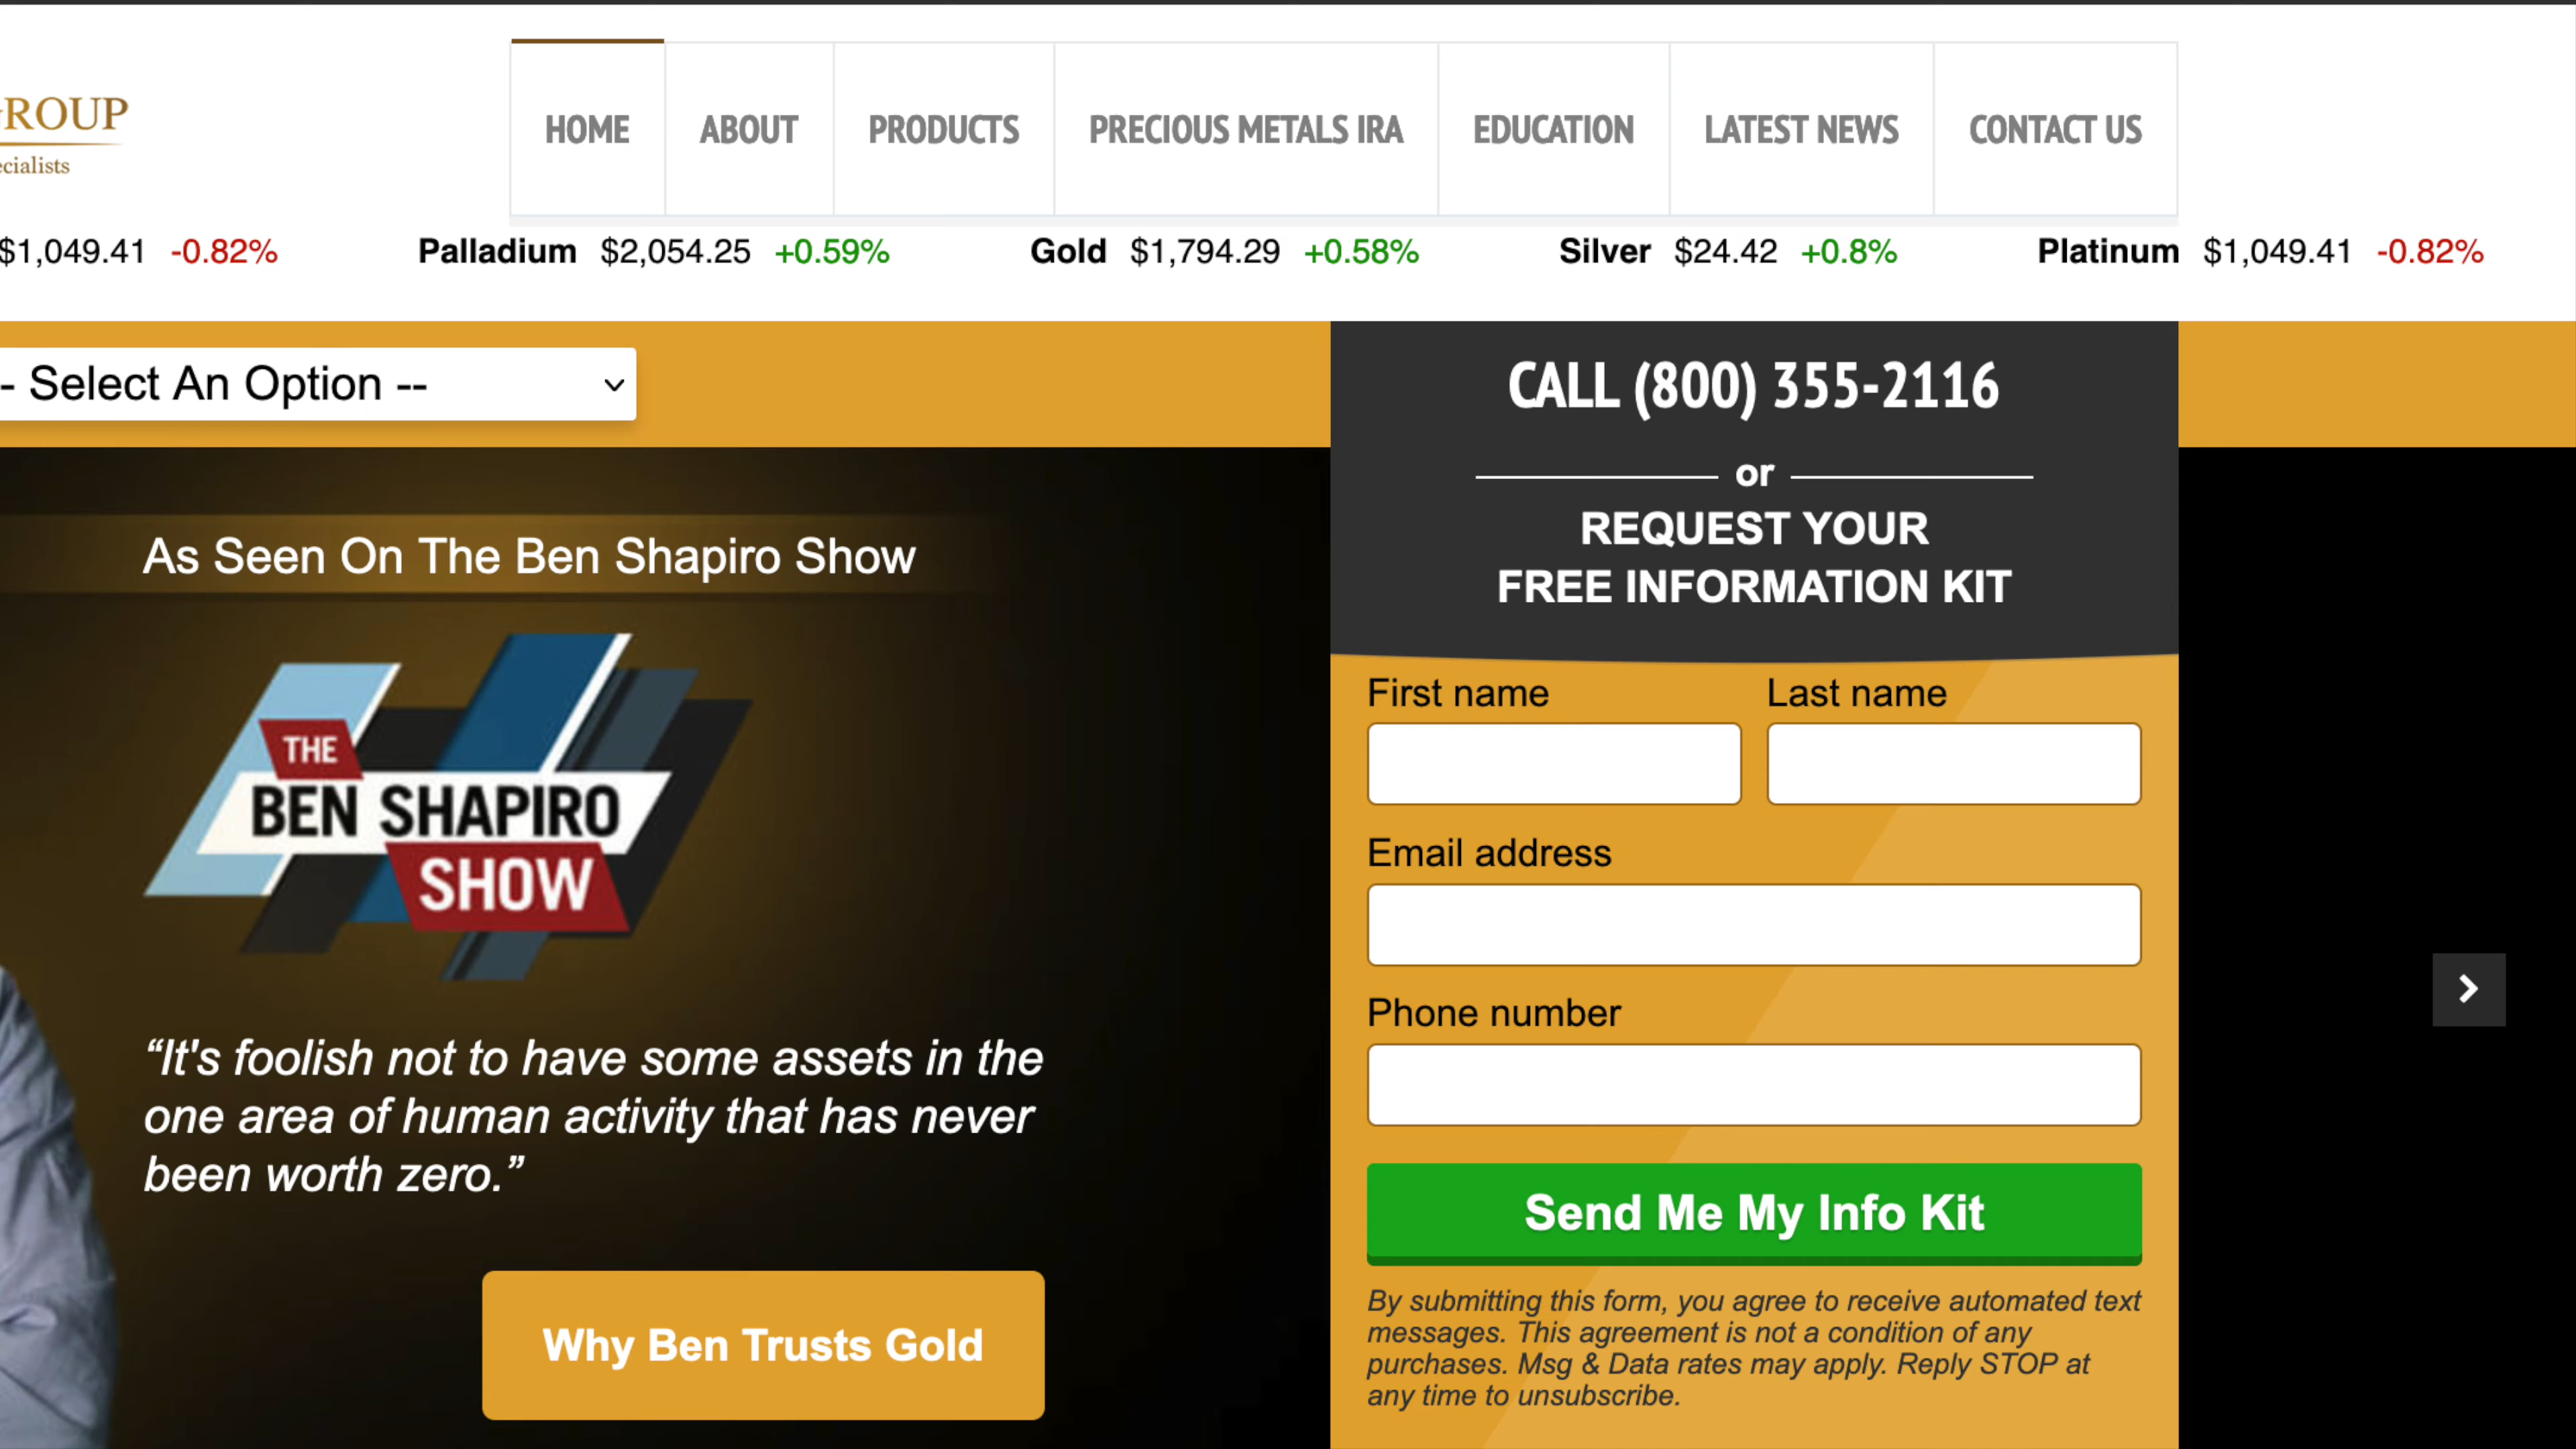 GROUP
HOME ABOUT PRODUCTS PRECIOUS METALS IRA EDUCATION LATEST NEWS CONTACT US
$1,049.41 -0.82% Palladium $2,054.25 +0.59% Gold $1,794.29 +0.58% Silver $24.42 +0.8% Platinum $1,049.41 -0.82%
- Select An Option --
As Seen On The Ben Shapiro Show
THE
BEN SHAPIRO
SHOW
“It's foolish not to have some assets in the
one area of human activity that has never
been worth zero.”
Why Ben Trusts Gold
CALL (800) 355-2116
or
REQUEST YOUR
FREE INFORMATION KIT
First name Last name
Email address
Phone number
Send Me My Info Kit
By submitting this form, you agree to receive automated text
messages. This agreement is not a condition of any
purchases. Msg & Data rates may apply. Reply STOP at
any time to unsubscribe.